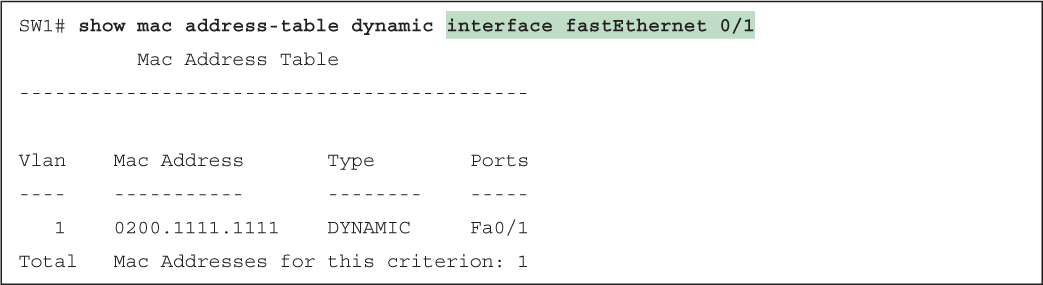 SW1# show mac address-table dynamic interface fastEthernet 0/1
Mac Address Table
-------------------------------------------
Vlan    Mac Address       Type        Ports
----    -----------       --------    -----
1    0200.1111.1111    DYNAMIC     Fa0/1
Total   Mac Addresses for this criterion: 1